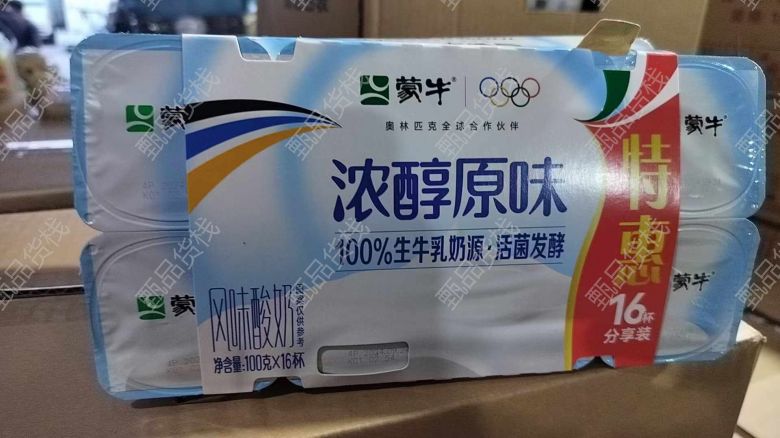 蒙牛
奥林匹克全球合作伙伴
浓醇原味
100%生牛乳奶源·活菌发酵
特惠
16杯
分享装
风味酸奶
图案仅供参考
净含量:100克×16杯
蒙牛
蒙牛
蒙牛
蒙牛
甄品货栈